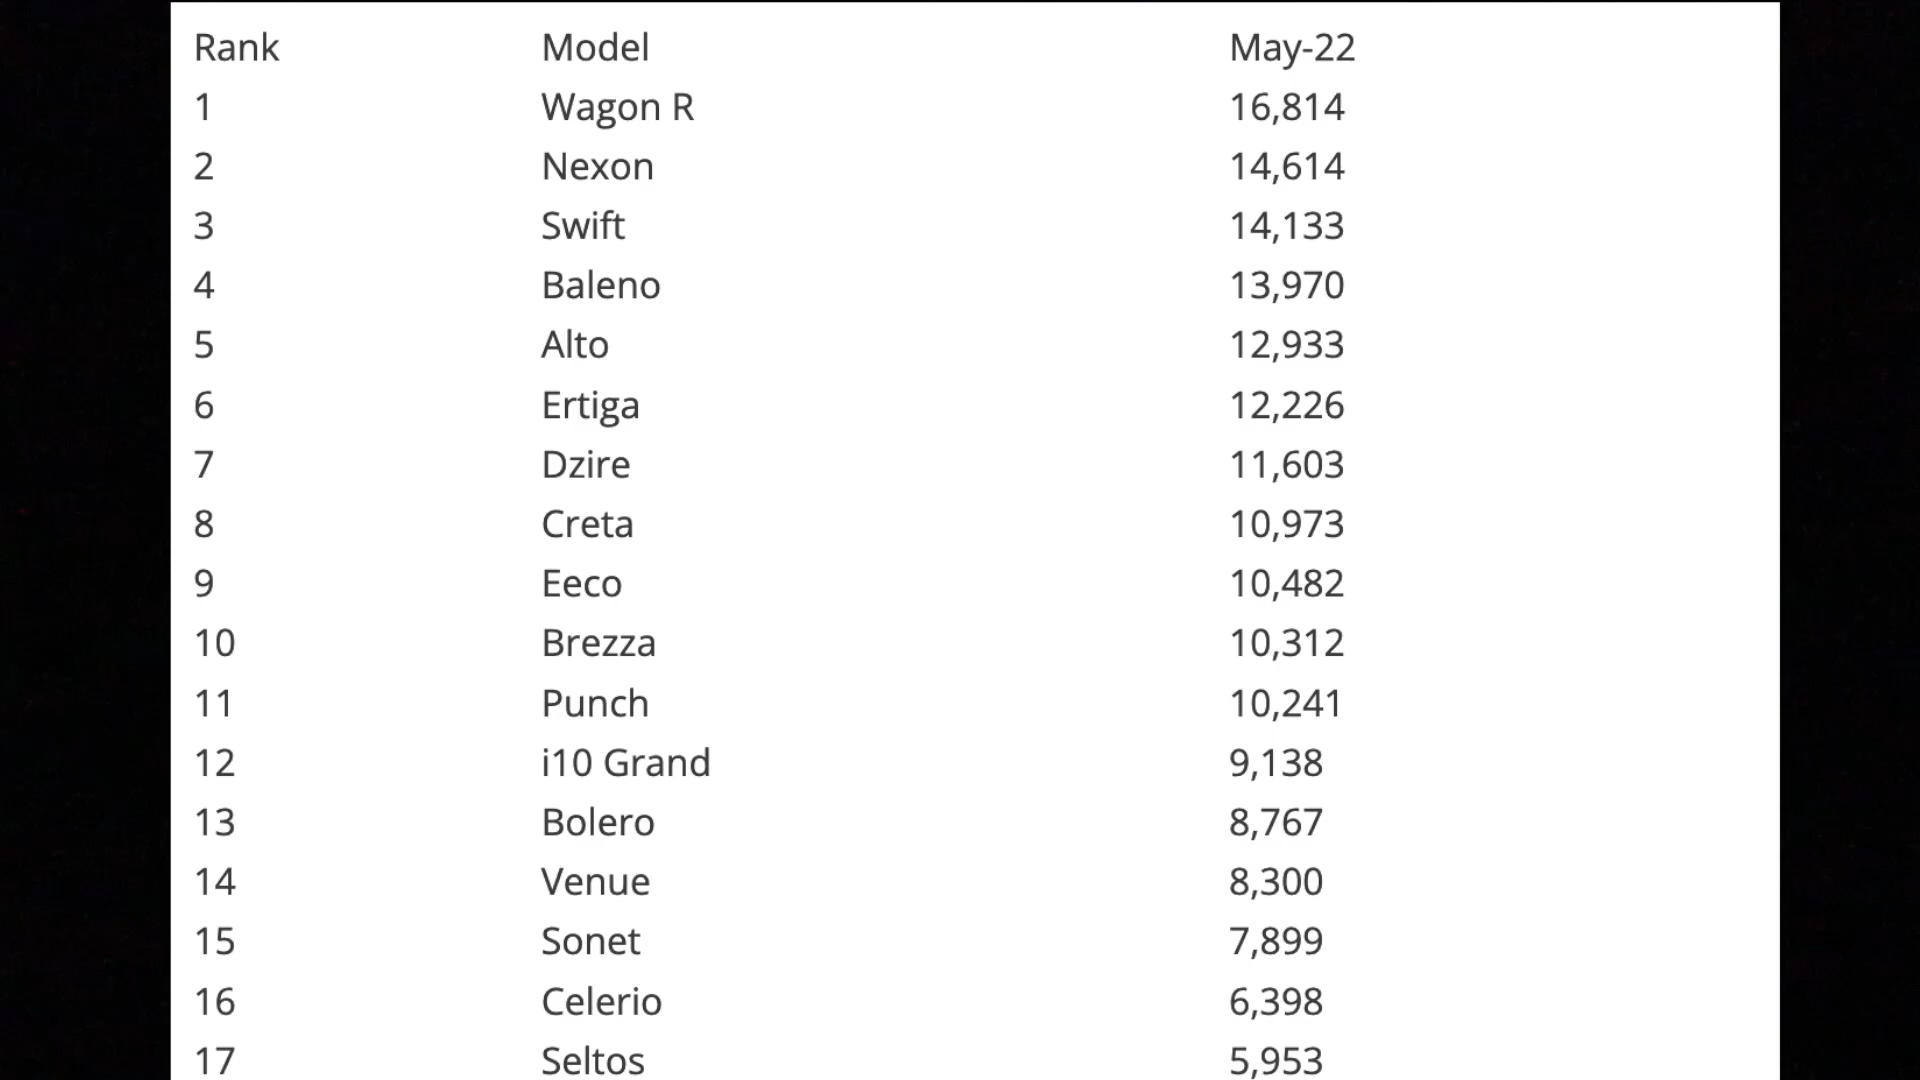 Rank Model May-22
1 Wagon R 16,814
2 Nexon 14,614
3 Swift 14,133
4 Baleno 13,970
5 Alto 12,933
6 Ertiga 12,226
7 Dzire 11,603
8 Creta 10,973
9 Eeco 10,482
10 Brezza 10,312
11 Punch 10,241
12 i10 Grand 9,138
13 Bolero 8,767
14 Venue 8,300
15 Sonet 7,899
16 Celerio 6,398
17 Seltos 5,953